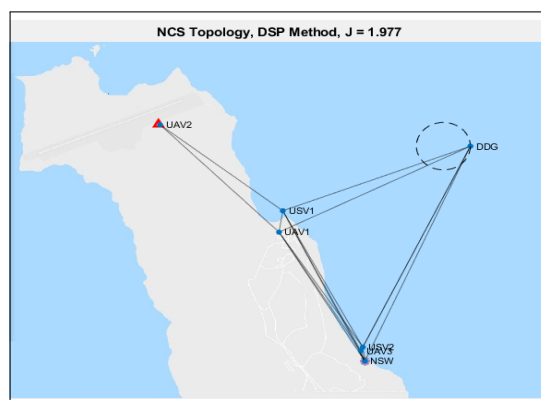 NCS Topology, DSP Method, J = 1.977
UAV2
DDG
USV1
UAV1
USV2
UAV3
NSW